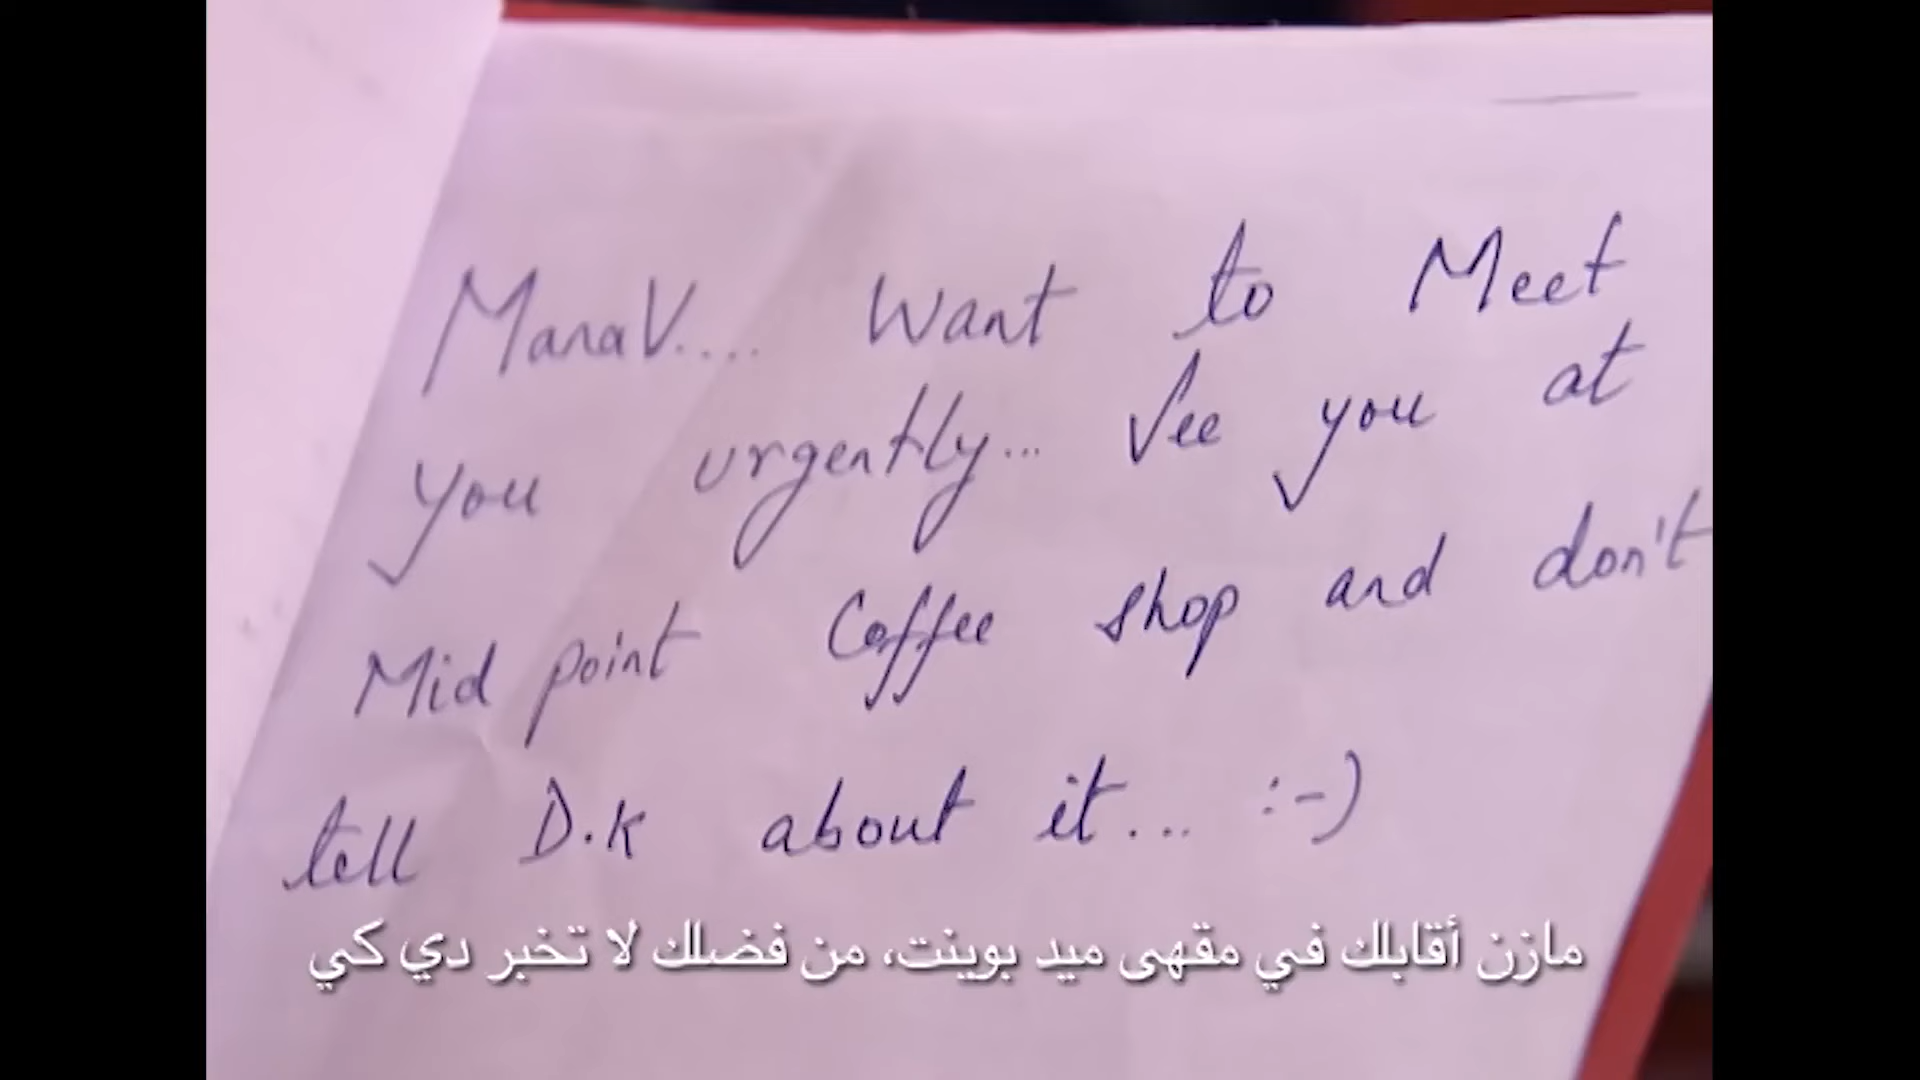 ManaV.... Want to Meet
you urgently... See you at
Mid point Coffee shop and don't
tell D.K about it... :-)
مازن أقابلك في مقهى ميد بوينت، من فضلك لا تخبر دي كي